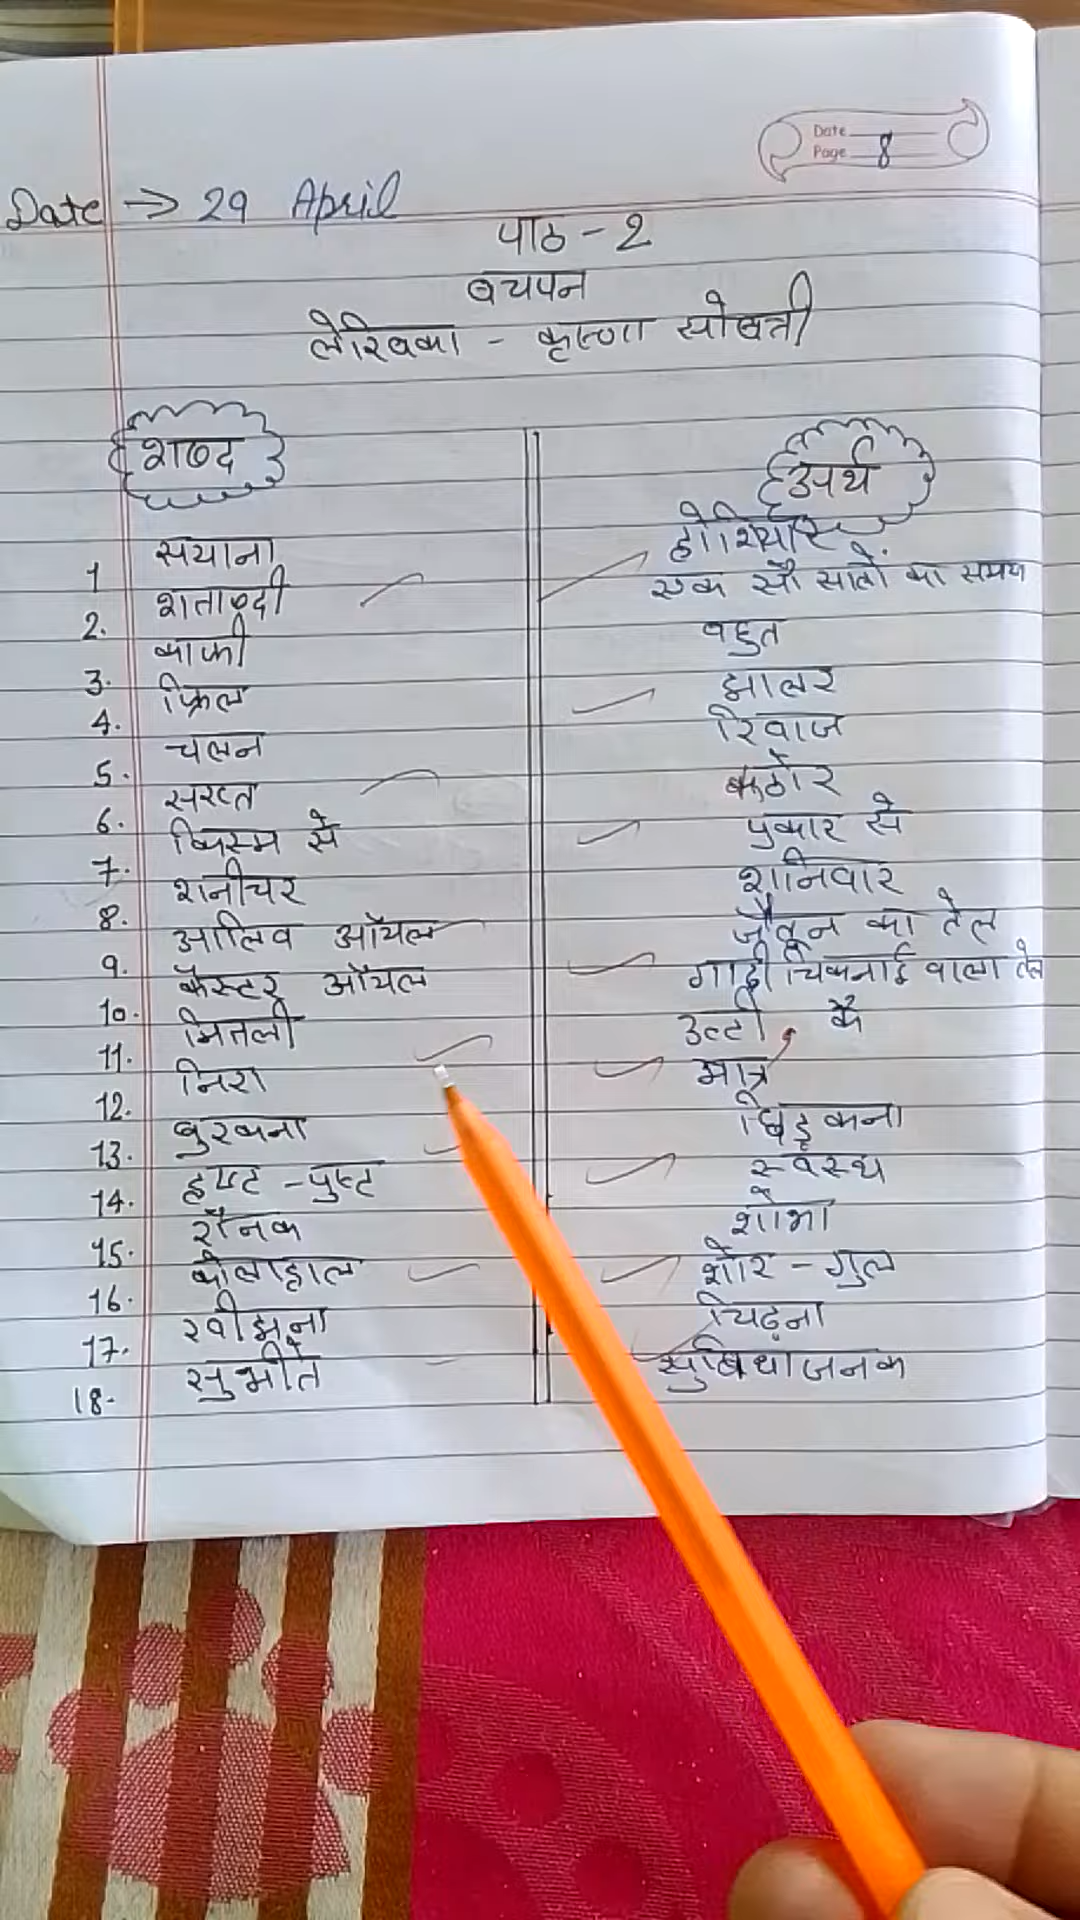 Date
Page 8
Date → 29 April
पाठ - 2
बचपन
लेखिका - कृष्णा सोबती
शब्द अर्थ
1 सयाना होशियार
2. शताब्दी एक सौ सालों का समय
3. काफी बहुत
4. फ्रिल झालर
5. चलन रिवाज
6. सख्त कठोर
7. किस्म से प्रकार से
8. शनीचर शनिवार
9. आलिव ऑयल जैतून का तेल
10. कैस्टर ऑयल गाढ़ी चिकनाई वाला तेल
11. मितली उल्टी, कै
12. निरा मात्र
13. बुरकना छिड़कना
14. हष्ट - पुष्ट स्वस्थ
15. रौनक शोभा
16. कोलाहाल शोर - गुल
17. खीझना चिढ़ना
18. सुभीते सुबिधाजनक